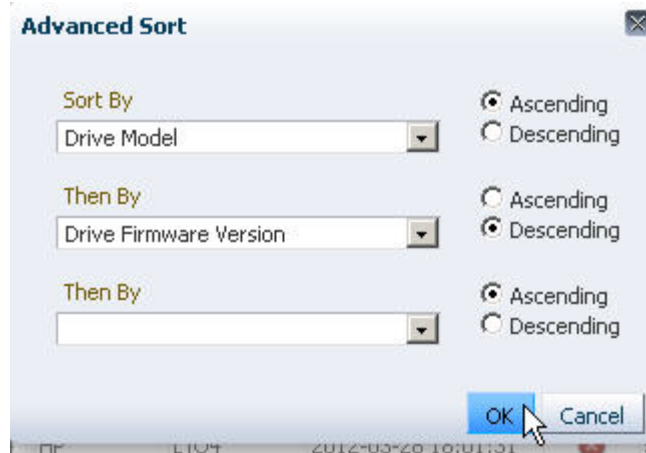 Advanced Sort
Sort By
Ascending
Drive Model
Descending
Then By
Ascending
Drive Firmware Version
Descending
Then By
Ascending
Descending
OK
Cancel
HP LTO4 2012-03-28 18:01:31